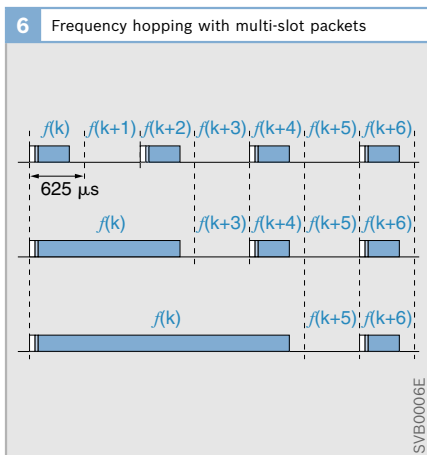 6 Frequency hopping with multi-slot packets
f(k) f(k+1) f(k+2) f(k+3) f(k+4) f(k+5) f(k+6)
625 µs
f(k) f(k+3) f(k+4) f(k+5) f(k+6)
f(k) f(k+5) f(k+6)
SVB0006E